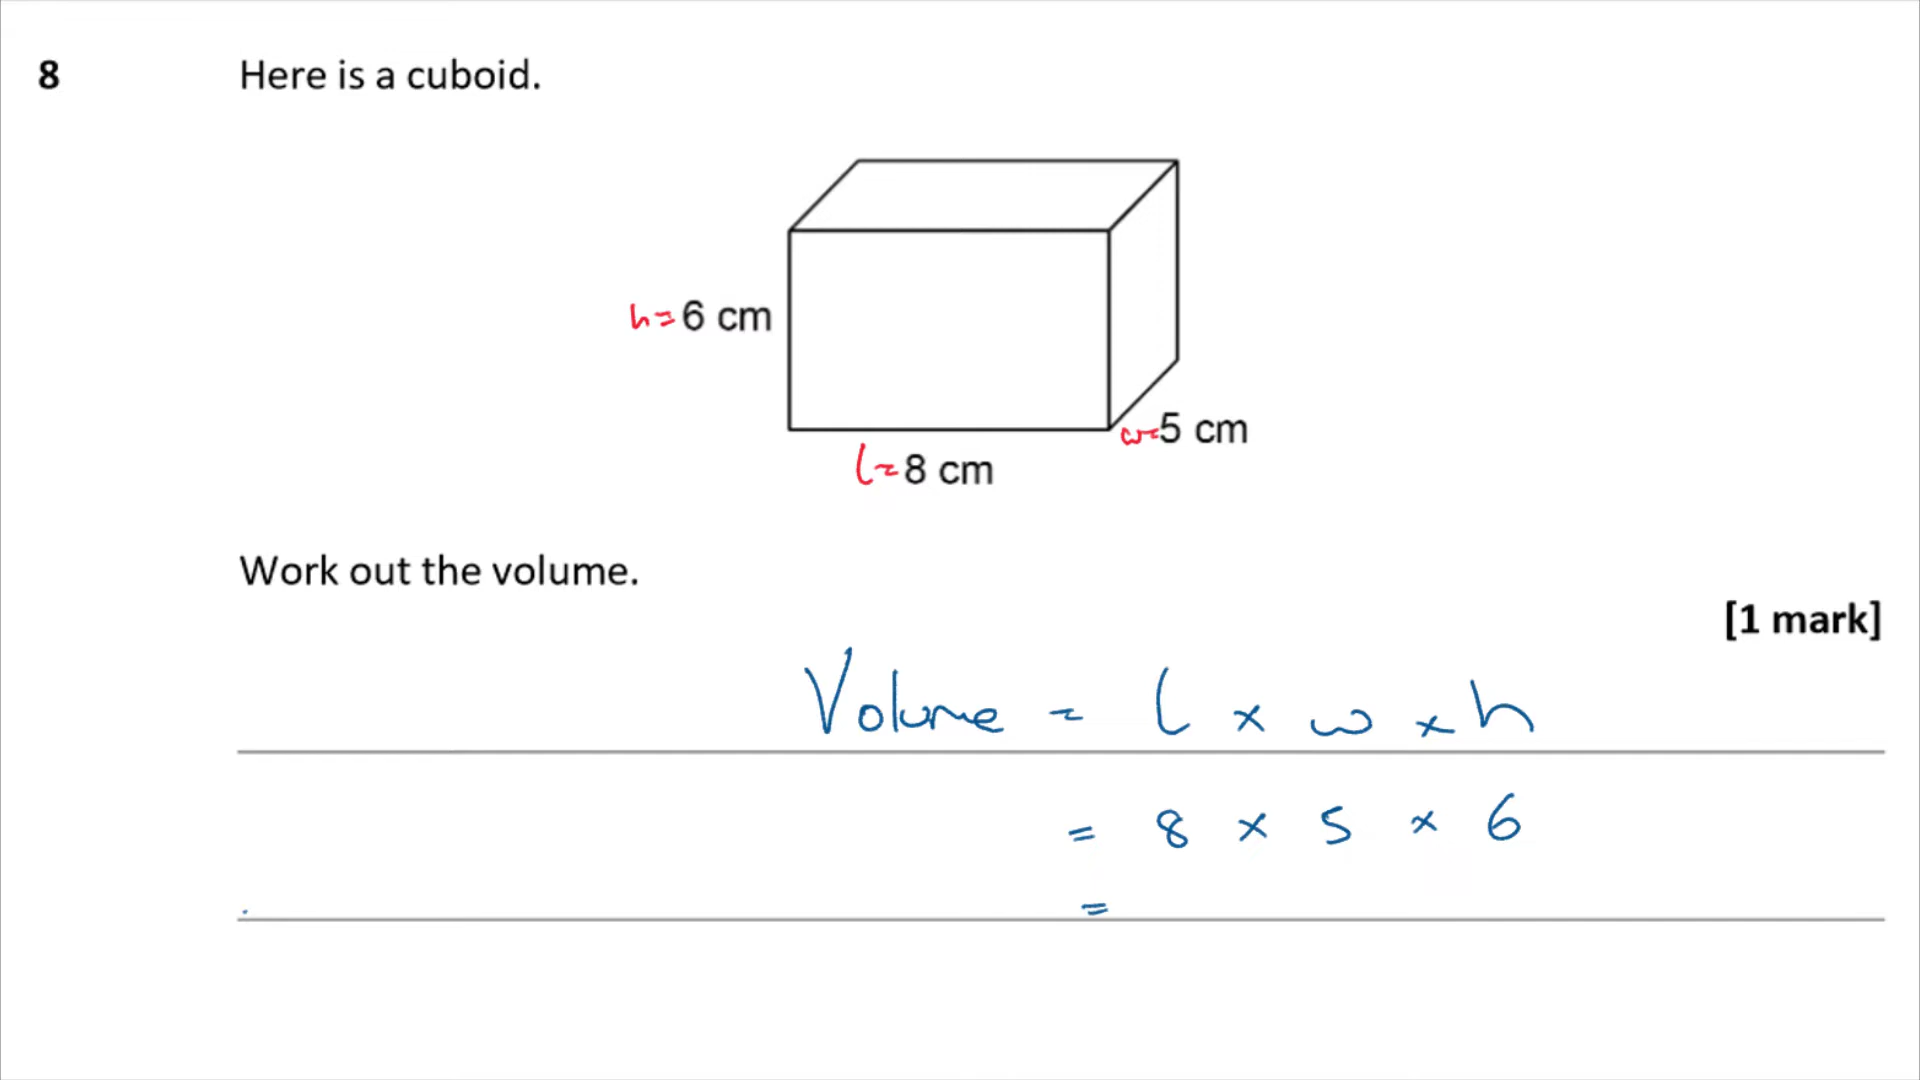 8 Here is a cuboid.
h= 6 cm
w=5 cm
l=8 cm
Work out the volume.
[1 mark]
Volume = l × w × h
= 8 × 5 × 6
=